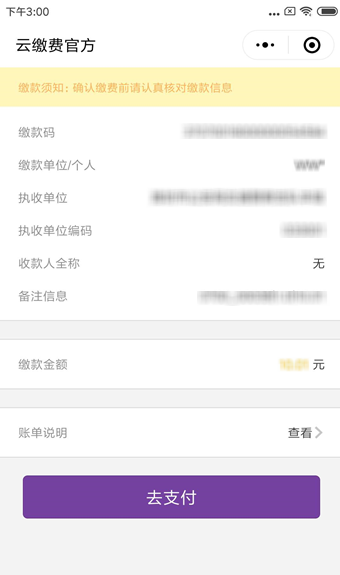 下午3:00
云缴费官方
缴款须知：确认缴费前请认真核对缴款信息
缴款码
缴款单位/个人
执收单位
执收单位编码
收款人全称 无
备注信息
缴款金额 元
账单说明 查看
去支付